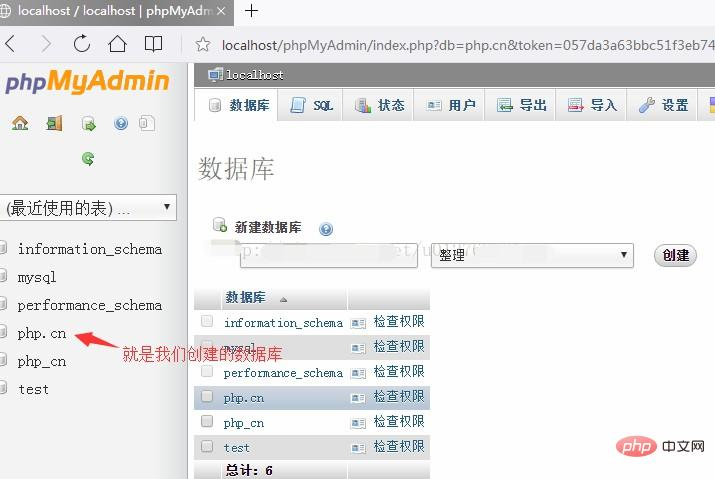 localhost / localhost | phpMyAdm
localhost/phpMyAdmin/index.php?db=php.cn&token=057da3a63bbc51f3eb74
phpMyAdmin
localhost
数据库 SQL 状态 用户 导出 导入 设置
(最近使用的表) ...
数据库
新建数据库
整理
创建
information_schema
mysql
performance_schema
php.cn
php_cn
test
数据库
information_schema 检查权限
mysql 检查权限
就是我们创建的数据库
performance_schema 检查权限
php.cn 检查权限
php_cn 检查权限
test 检查权限
总计: 6
php 中文网